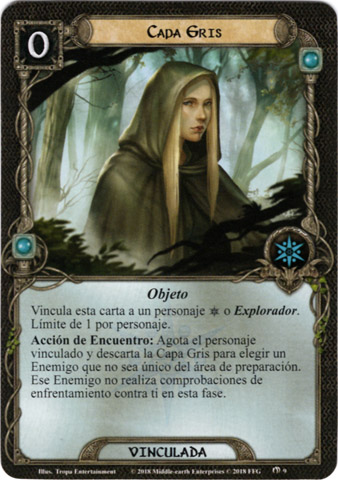 0
CAPA GRIS
Objeto
Vincula esta carta a un personaje o Explorador.
Límite de 1 por personaje.
Acción de Encuentro: Agota el personaje
vinculado y descarta la Capa Gris para elegir un
Enemigo que no sea único del área de preparación.
Ese Enemigo no realiza comprobaciones de
enfrentamiento contra ti en esta fase.
VINCULADA
Illus. Tropa Entertainment © 2018 Middle-earth Enterprises © 2018 FFG 9